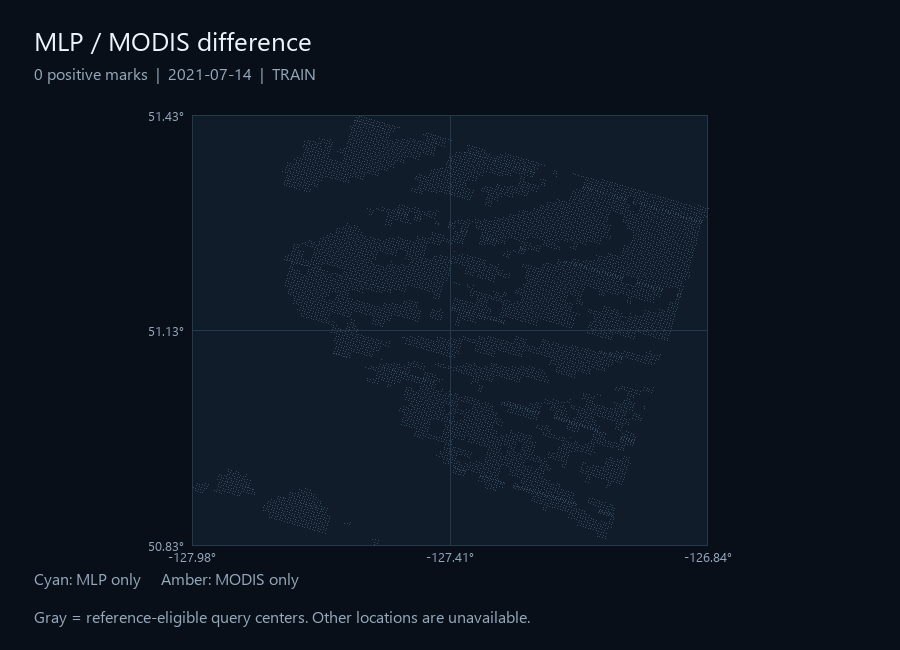 MLP / MODIS difference
0 positive marks | 2021-07-14 | TRAIN
51.43°
51.13°
50.83°
-127.98° -127.41° -126.84°
Cyan: MLP only Amber: MODIS only
Gray = reference-eligible query centers. Other locations are unavailable.